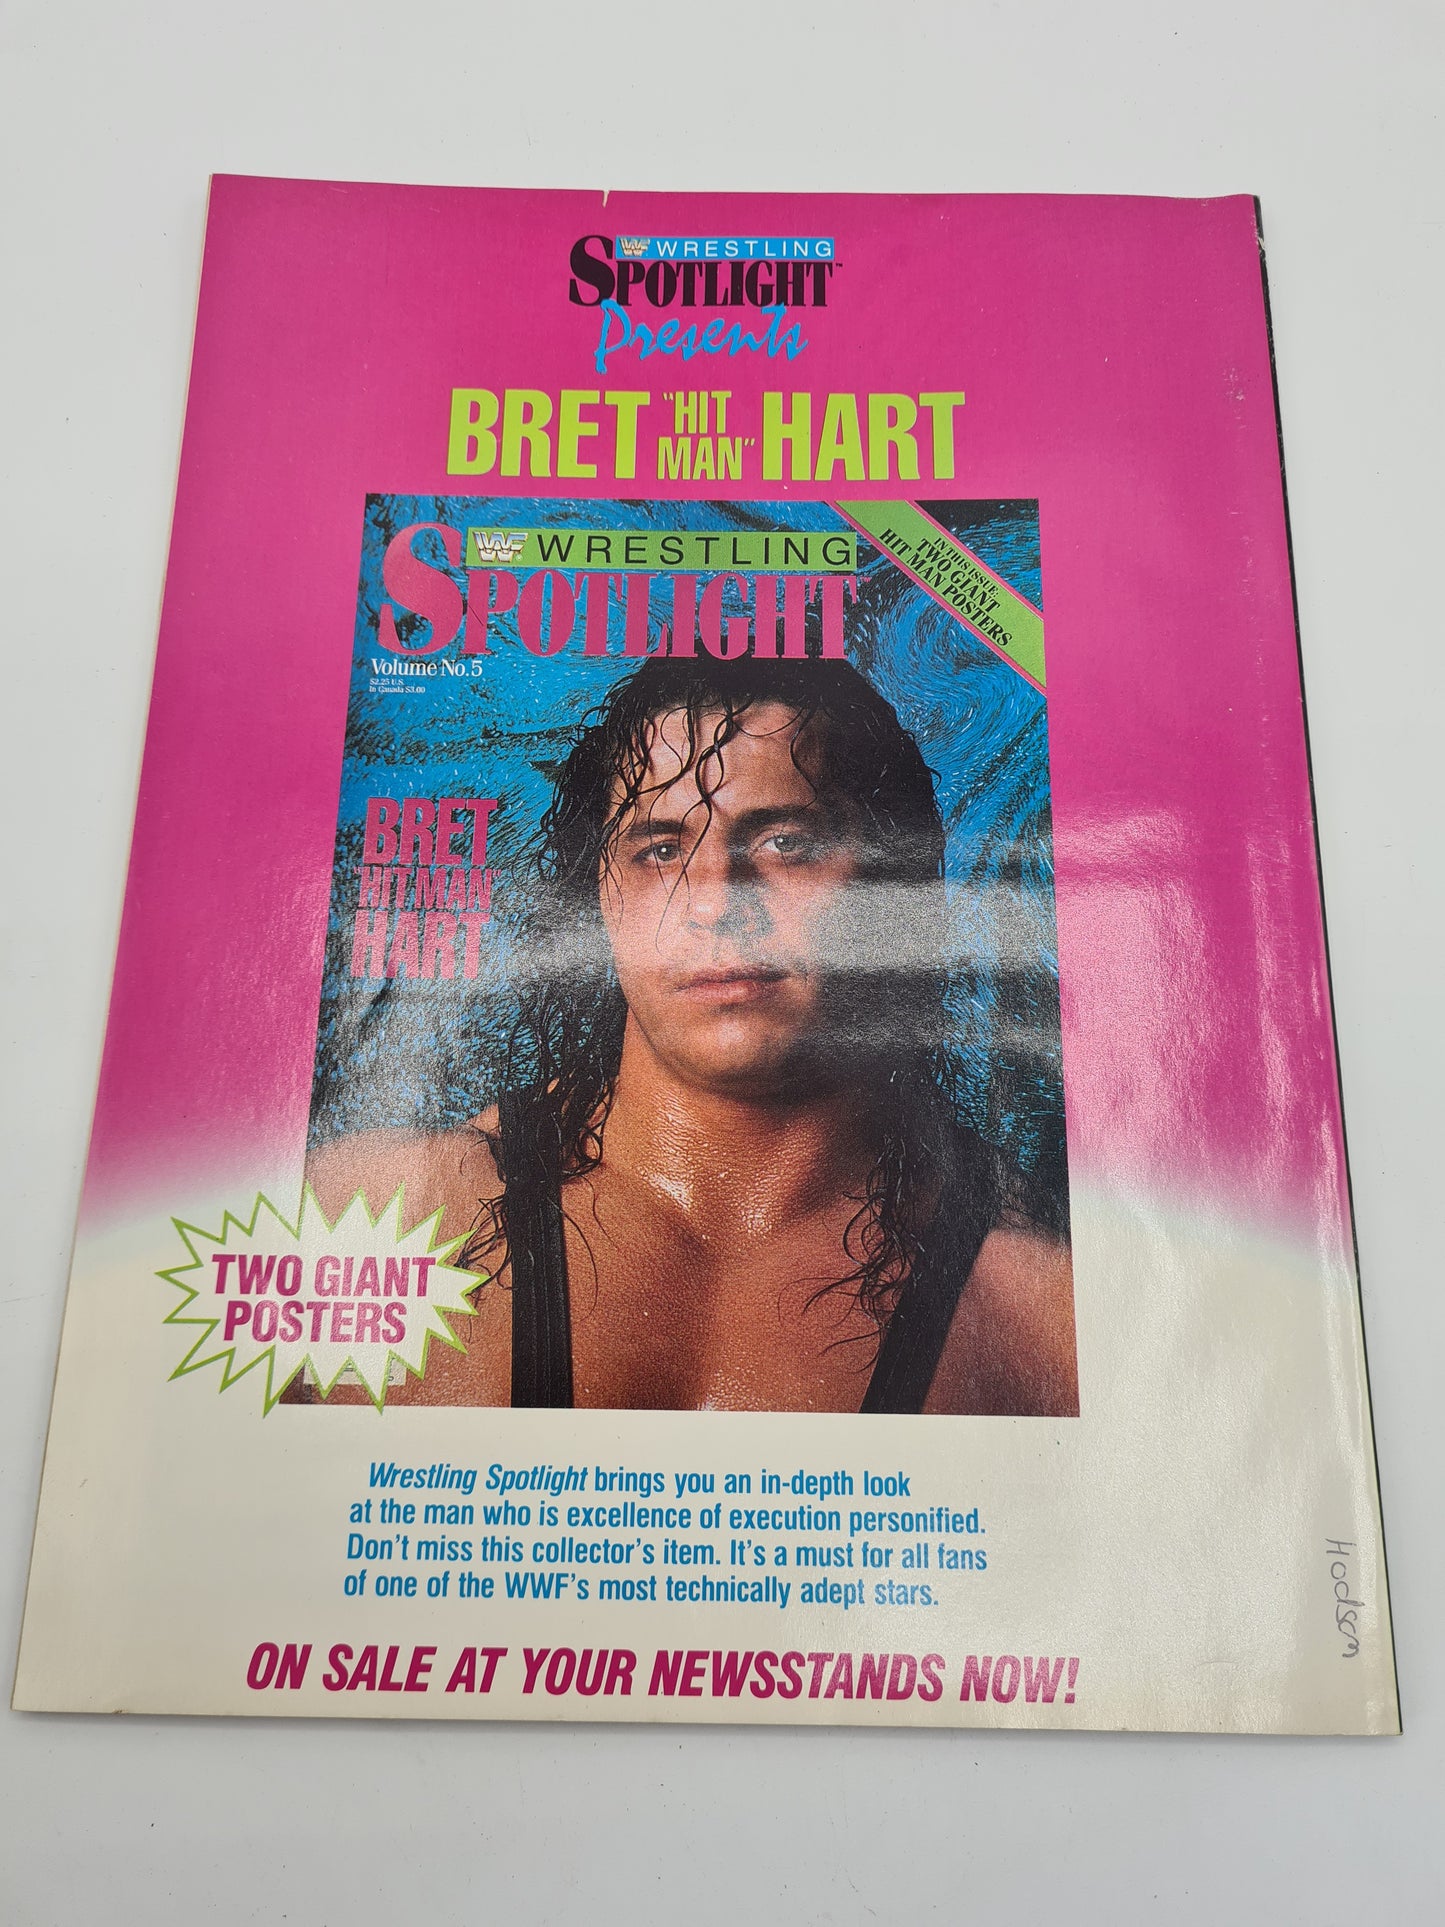 WF WRESTLING
SPOTLIGHT™
Presents
BRET "HIT MAN" HART
WF WRESTLING
SPOTLIGHT
IN THIS ISSUE,
TWO GIANT
HIT MAN POSTERS
Volume No. 5
$2.25 U.S.
In Canada $3.00
BRET
"HIT MAN"
HART
TWO GIANT
POSTERS
Wrestling Spotlight brings you an in-depth look
at the man who is excellence of execution personified.
Don't miss this collector's item. It's a must for all fans
of one of the WWF's most technically adept stars.
ON SALE AT YOUR NEWSSTANDS NOW!
Hodson